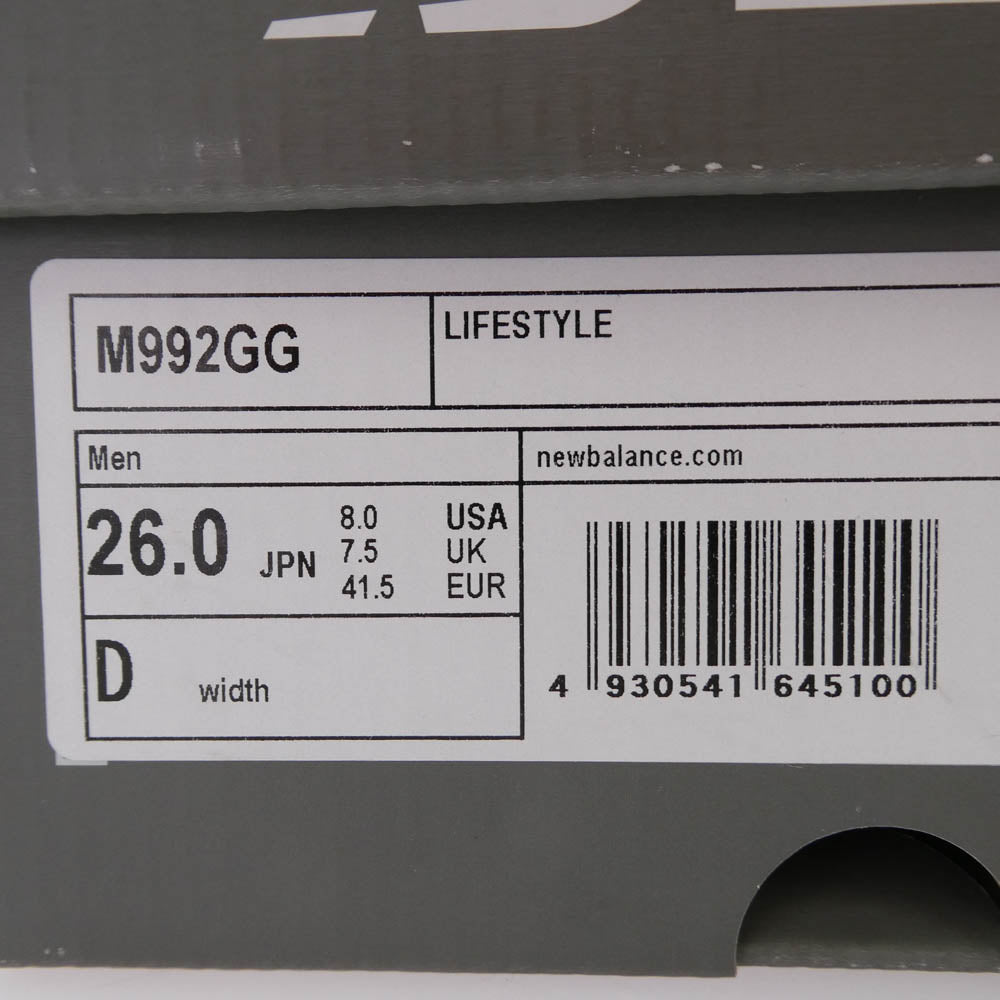 M992GG
LIFESTYLE
Men
newbalance.com
26.0 JPN
8.0 USA
7.5 UK
41.5 EUR
D width
4 930541 645100